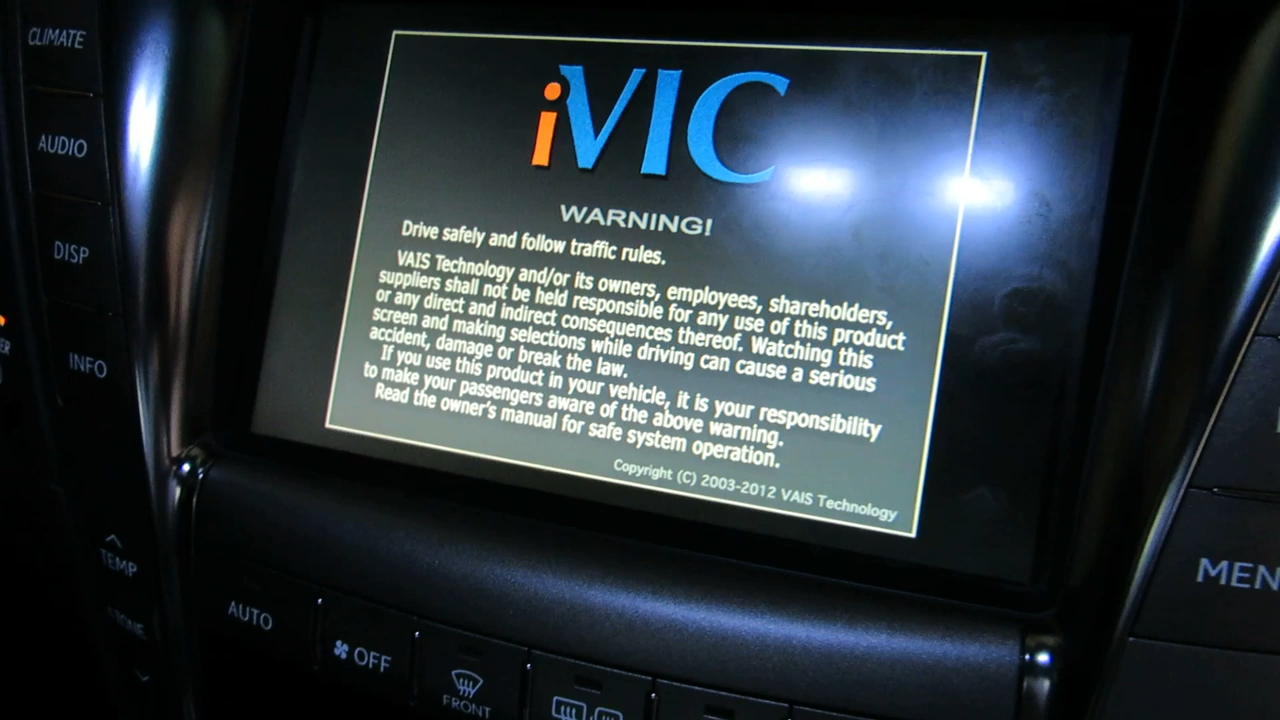 CLIMATE
AUDIO
DISP
INFO
iVIC
WARNING!
Drive safely and follow traffic rules.
VAIS Technology and/or its owners, employees, shareholders,
suppliers shall not be held responsible for any use of this product
or any direct and indirect consequences thereof. Watching this
screen and making selections while driving can cause a serious
accident, damage or break the law.
If you use this product in your vehicle, it is your responsibility
to make your passengers aware of the above warning.
Read the owner's manual for safe system operation.
Copyright (C) 2003-2012 VAIS Technology
TEMP
AUTO
OFF
FRONT
MEN